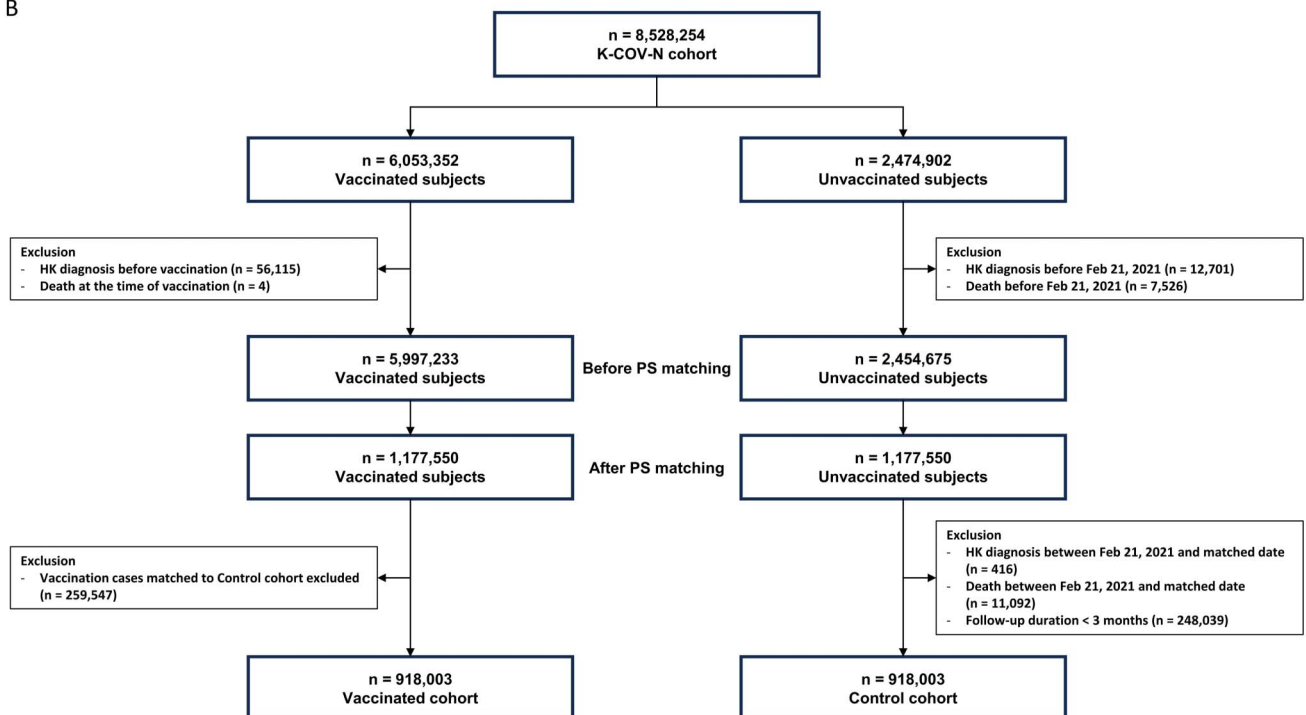 B
n = 8,528,254
K-COV-N cohort
n = 6,053,352
Vaccinated subjects
n = 2,474,902
Unvaccinated subjects
Exclusion
- HK diagnosis before vaccination (n = 56,115)
- Death at the time of vaccination (n = 4)
Exclusion
- HK diagnosis before Feb 21, 2021 (n = 12,701)
- Death before Feb 21, 2021 (n = 7,526)
n = 5,997,233
Vaccinated subjects
Before PS matching
n = 2,454,675
Unvaccinated subjects
n = 1,177,550
Vaccinated subjects
After PS matching
n = 1,177,550
Unvaccinated subjects
Exclusion
- Vaccination cases matched to Control cohort excluded
(n = 259,547)
Exclusion
- HK diagnosis between Feb 21, 2021 and matched date
(n = 416)
- Death between Feb 21, 2021 and matched date
(n = 11,092)
- Follow-up duration < 3 months (n = 248,039)
n = 918,003
Vaccinated cohort
n = 918,003
Control cohort